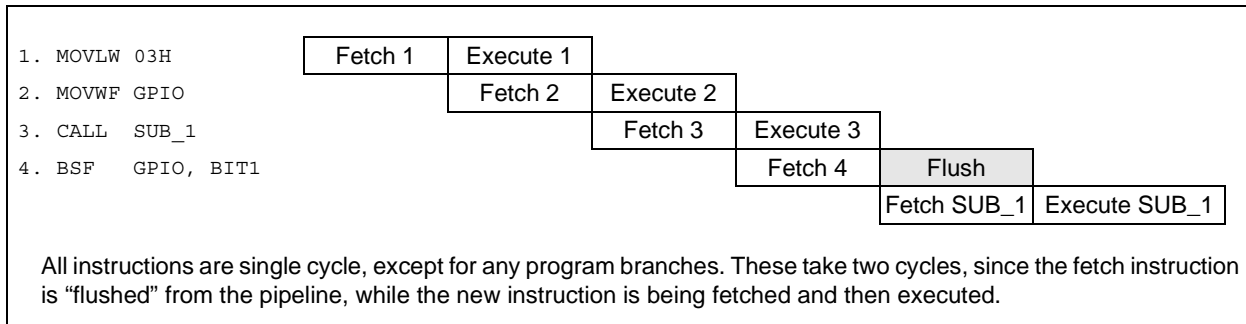 1. MOVLW 03H Fetch 1 Execute 1
2. MOVWF GPIO Fetch 2 Execute 2
3. CALL SUB_1 Fetch 3 Execute 3
4. BSF GPIO, BIT1 Fetch 4 Flush
Fetch SUB_1 Execute SUB_1
All instructions are single cycle, except for any program branches. These take two cycles, since the fetch instruction
is “flushed” from the pipeline, while the new instruction is being fetched and then executed.